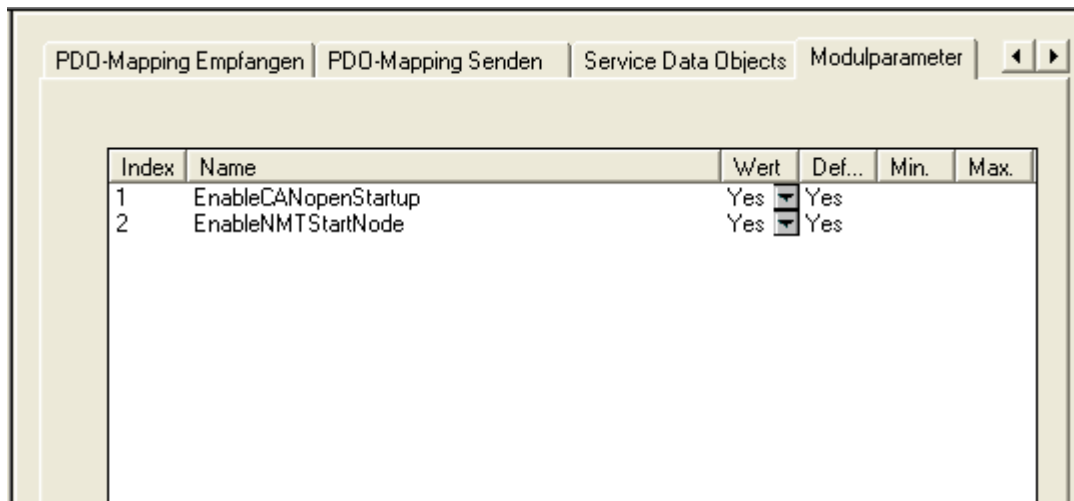 PDO-Mapping Empfangen PDO-Mapping Senden Service Data Objects Modulparameter
Index Name Wert Def... Min. Max.
1 EnableCANopenStartup Yes Yes
2 EnableNMTStartNode Yes Yes